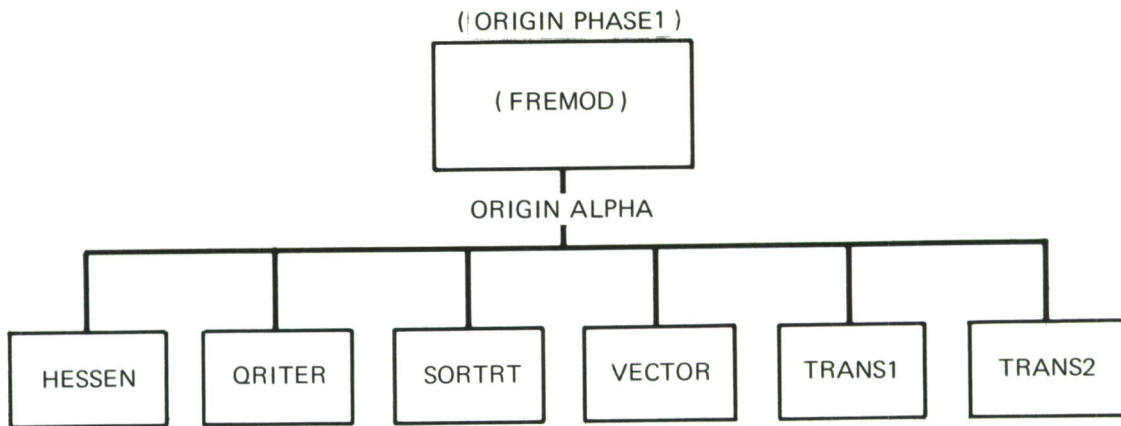 ( ORIGIN PHASE1 )
( FREMOD )
ORIGIN ALPHA
HESSEN QRITER SORTRT VECTOR TRANS1 TRANS2